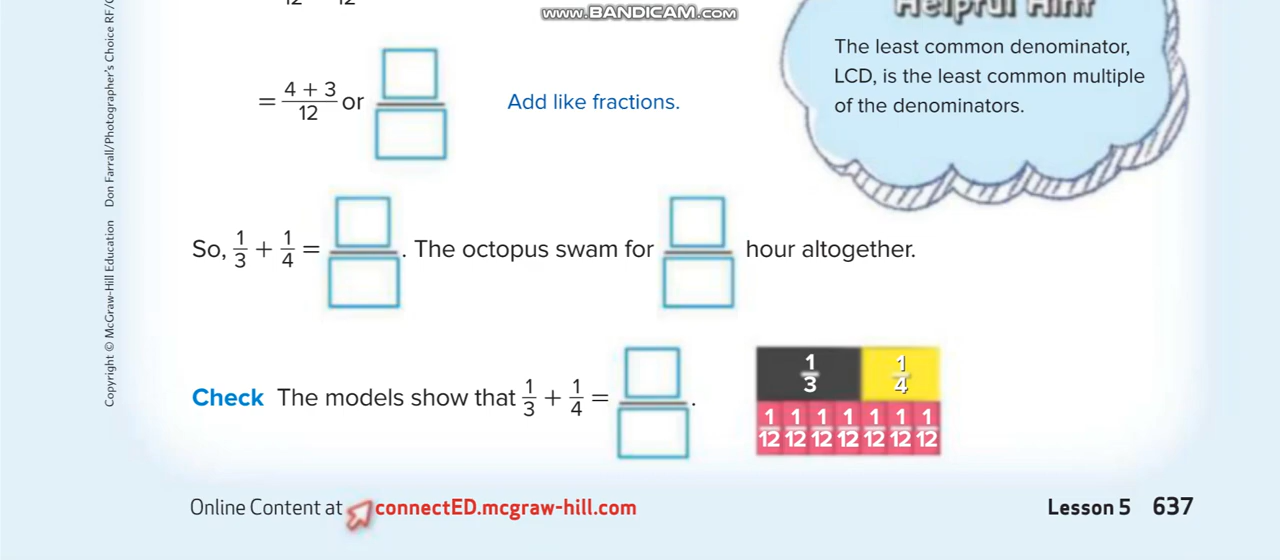 www.BANDICAM.com
12 12
Helpful Hint
The least common denominator,
LCD, is the least common multiple
of the denominators.
= 4 + 3/12 or
Add like fractions.
So, 1/3 + 1/4 = . The octopus swam for hour altogether.
Check The models show that 1/3 + 1/4 = .
1/3 1/4
1/12 1/12 1/12 1/12 1/12 1/12 1/12
Online Content at connectED.mcgraw-hill.com
Lesson 5 637
Copyright © McGraw-Hill Education Don Farrall/Photographer's Choice RF/